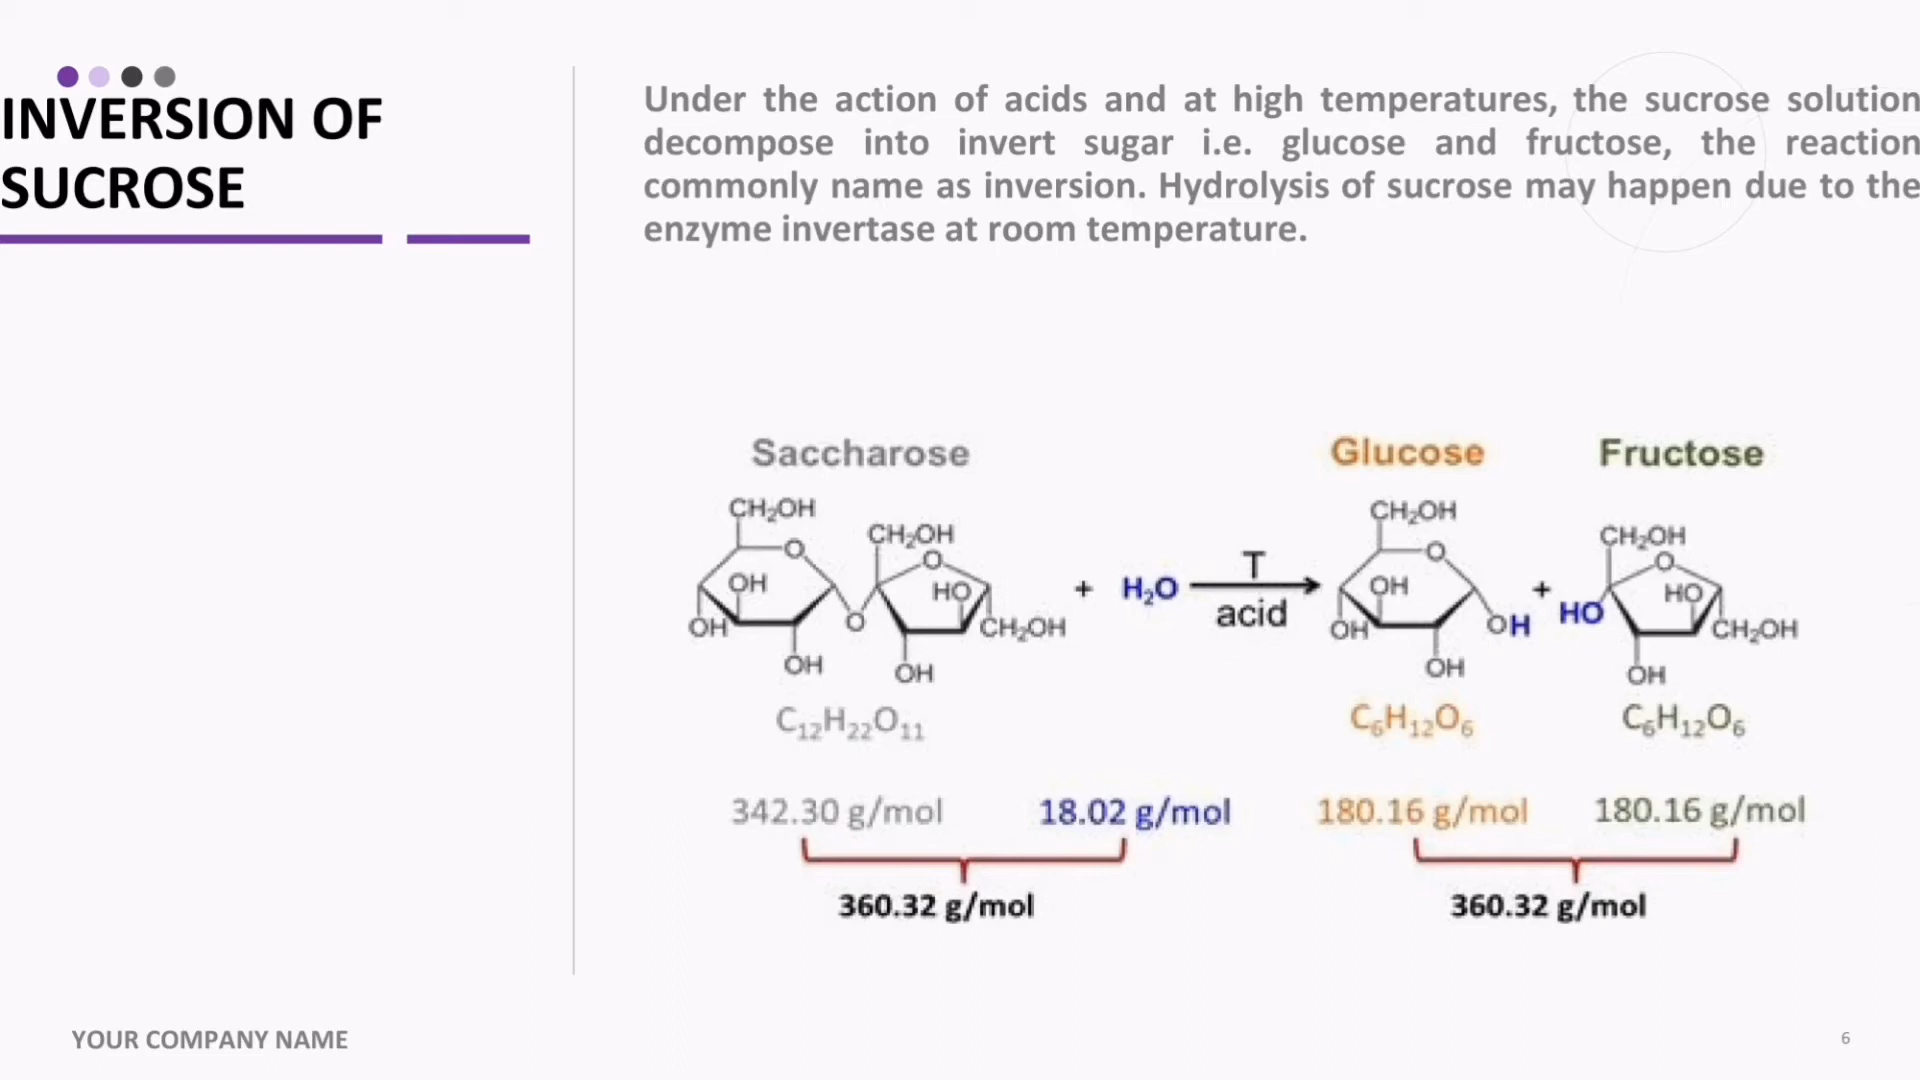 INVERSION OF
SUCROSE
Under the action of acids and at high temperatures, the sucrose solution
decompose into invert sugar i.e. glucose and fructose, the reaction
commonly name as inversion. Hydrolysis of sucrose may happen due to the
enzyme invertase at room temperature.
Saccharose Glucose Fructose
CH₂OH CH₂OH CH₂OH CH₂OH
O O O O
OH HO OH HO
+ H₂O T + HO
acid
OH O CH₂OH OH OH CH₂OH
OH OH OH OH
C₁₂H₂₂O₁₁ C₆H₁₂O₆ C₆H₁₂O₆
342.30 g/mol 18.02 g/mol 180.16 g/mol 180.16 g/mol
360.32 g/mol 360.32 g/mol
YOUR COMPANY NAME 6